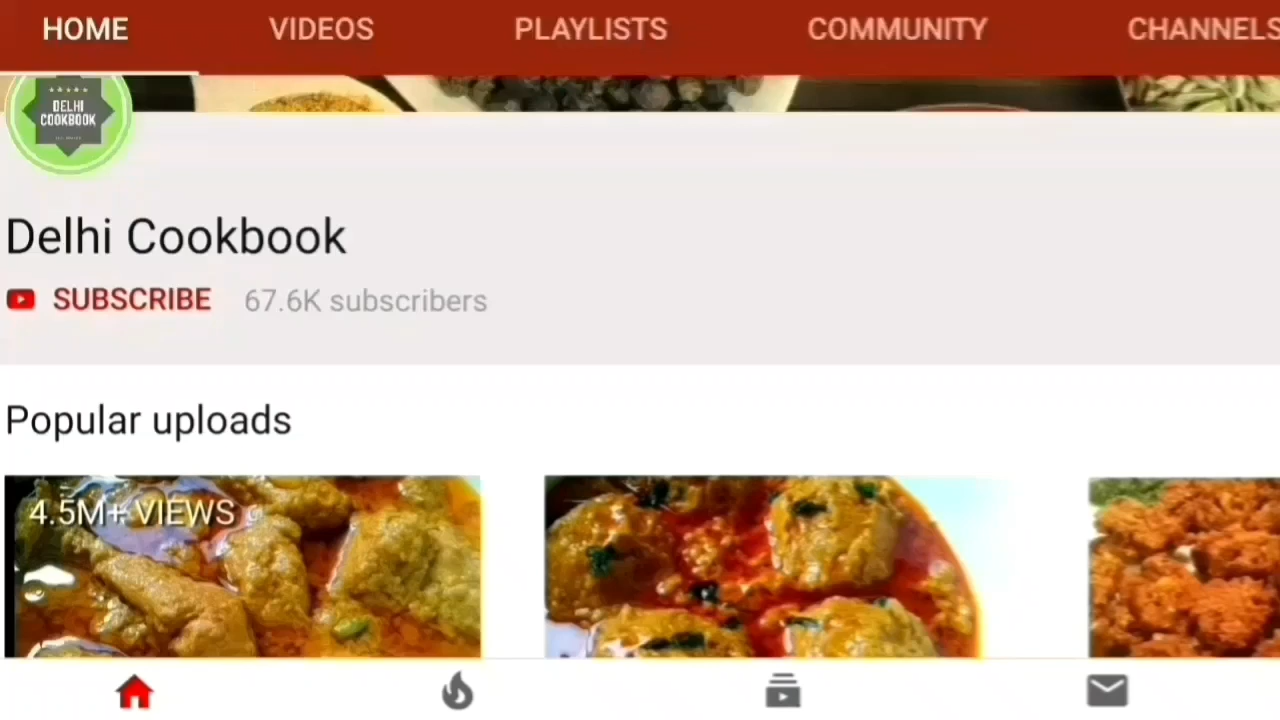 HOME VIDEOS PLAYLISTS COMMUNITY CHANNELS
DELHI
COOKBOOK
Delhi Cookbook
SUBSCRIBE 67.6K subscribers
Popular uploads
4.5M+ VIEWS